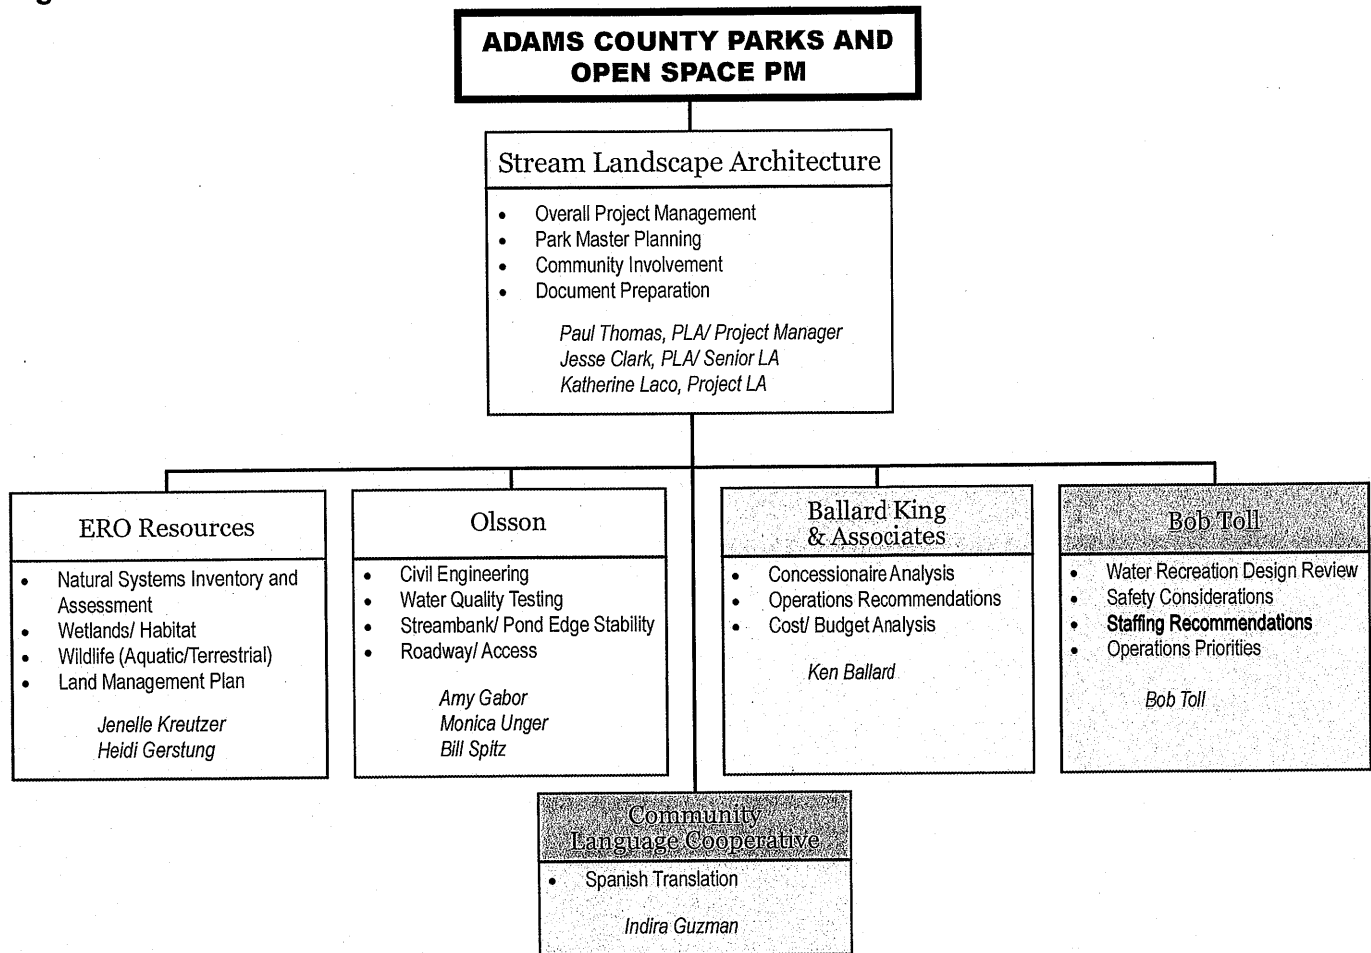 ADAMS COUNTY PARKS AND
OPEN SPACE PM
Stream Landscape Architecture
• Overall Project Management
• Park Master Planning
• Community Involvement
• Document Preparation
Paul Thomas, PLA/ Project Manager
Jesse Clark, PLA/ Senior LA
Katherine Laco, Project LA
ERO Resources
• Natural Systems Inventory and
Assessment
• Wetlands/ Habitat
• Wildlife (Aquatic/Terrestrial)
• Land Management Plan
Jenelle Kreutzer
Heidi Gerstung
Olsson
• Civil Engineering
• Water Quality Testing
• Streambank/ Pond Edge Stability
• Roadway/ Access
Amy Gabor
Monica Unger
Bill Spitz
Ballard King
& Associates
• Concessionaire Analysis
• Operations Recommendations
• Cost/ Budget Analysis
Ken Ballard
Bob Toll
• Water Recreation Design Review
• Safety Considerations
• Staffing Recommendations
• Operations Priorities
Bob Toll
Community
Language Cooperative
• Spanish Translation
Indira Guzman